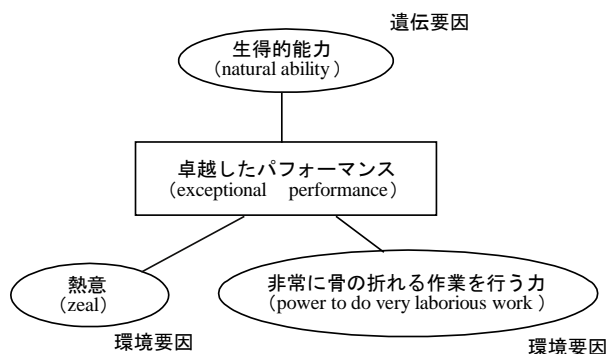 遺伝要因
生得的能力
（natural ability）
卓越したパフォーマンス
（exceptional performance）
熱意
（zeal）
環境要因
非常に骨の折れる作業を行う力
（power to do very laborious work）
環境要因